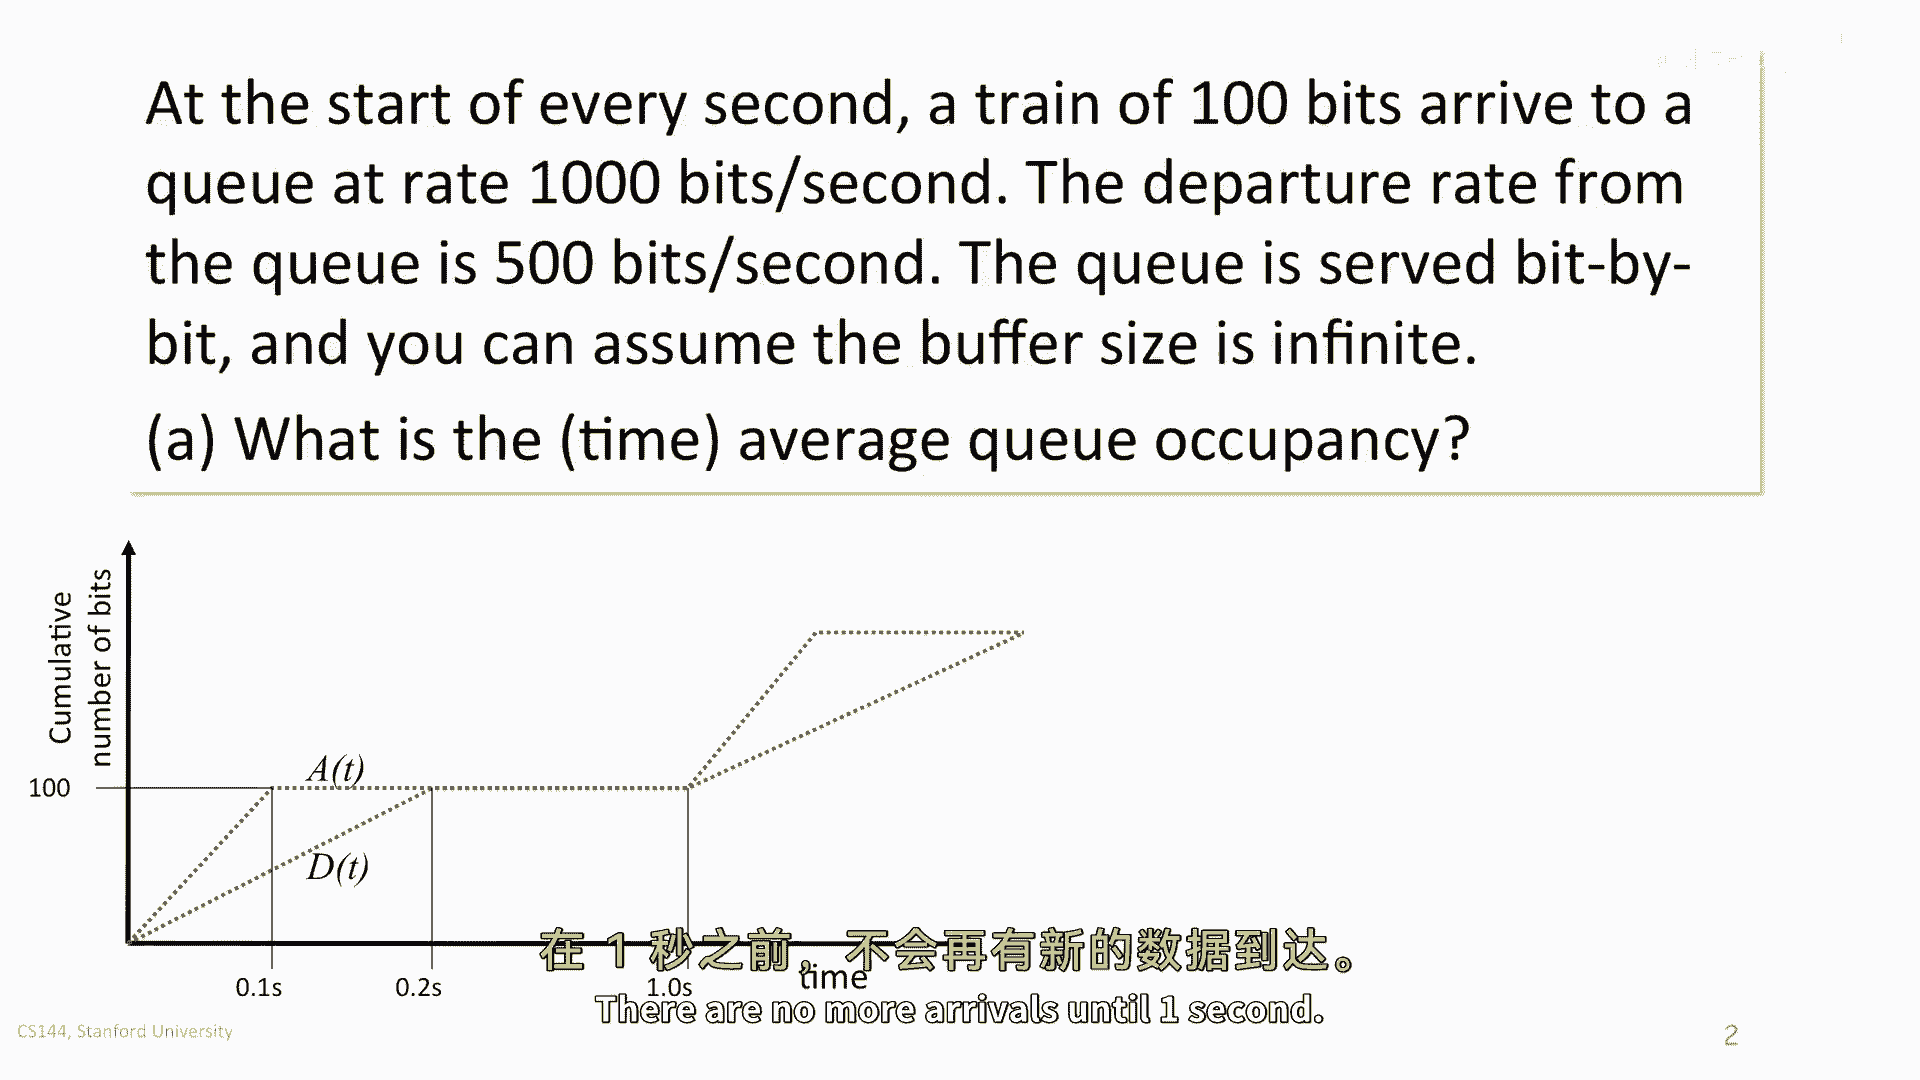 At the start of every second, a train of 100 bits arrive to a
queue at rate 1000 bits/second. The departure rate from
the queue is 500 bits/second. The queue is served bit-by-
bit, and you can assume the buffer size is infinite.
(a) What is the (time) average queue occupancy?
Cumulative
number of bits
100
A(t)
D(t)
0.1s
0.2s
1.0s
time
在 1 秒之前，不会再有新的数据到达。
There are no more arrivals until 1 second.
CS144, Stanford University
2